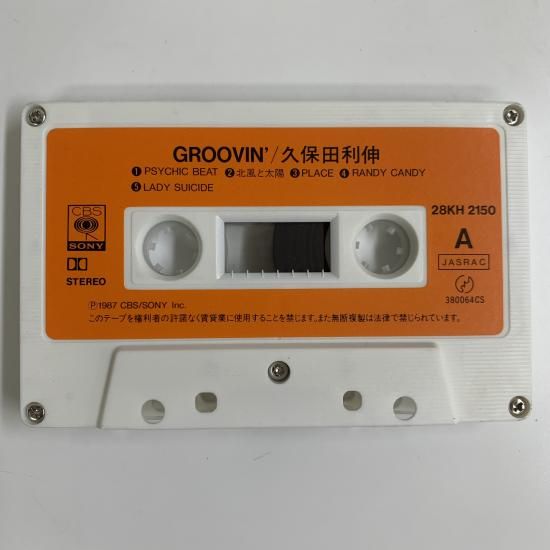 GROOVIN'/久保田利伸
❶ PSYCHIC BEAT ❷ 北風と太陽 ❸ PLACE ❹ RANDY CANDY
❺ LADY SUICIDE
CBS
SONY
STEREO
28KH 2150
A
JASRAC
380064CS
Ⓟ1987 CBS/SONY Inc.
このテープを権利者の許諾なく賃貸業に使用することを禁じます。また無断複製は法律で禁じられています。